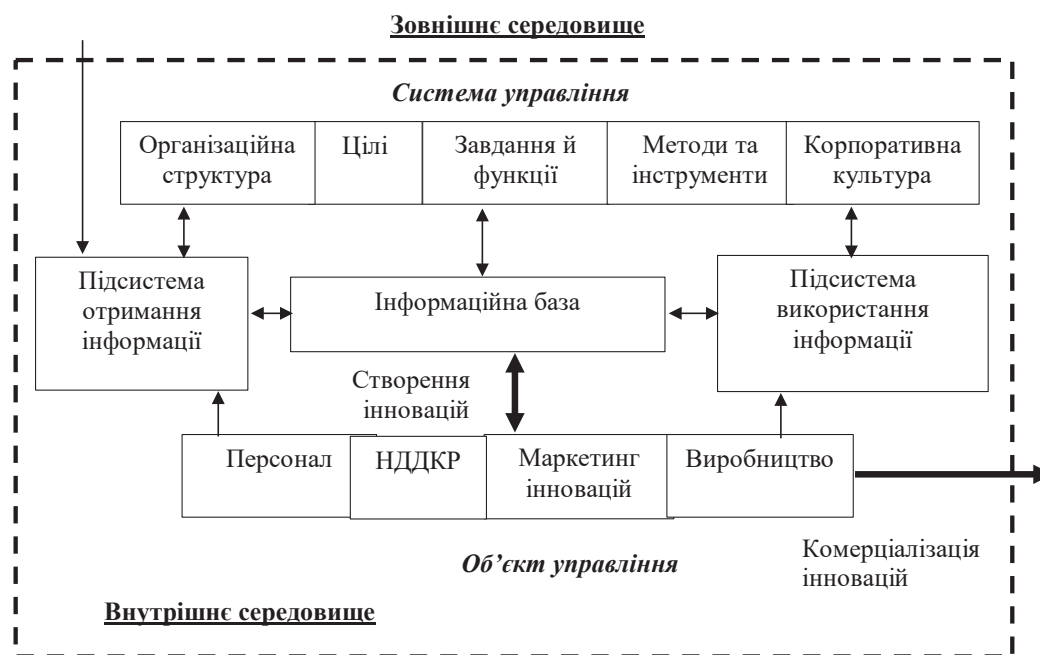 Зовнішнє середовище
Система управління
Організаційна
структура
Цілі
Завдання й
функції
Методи та
інструменти
Корпоративна
культура
Підсистема
отримання
інформації
Інформаційна база
Підсистема
використання
інформації
Створення
інновацій
Персонал
НДДКР
Маркетинг
інновацій
Виробництво
Об’єкт управління
Комерціалізація
інновацій
Внутрішнє середовище